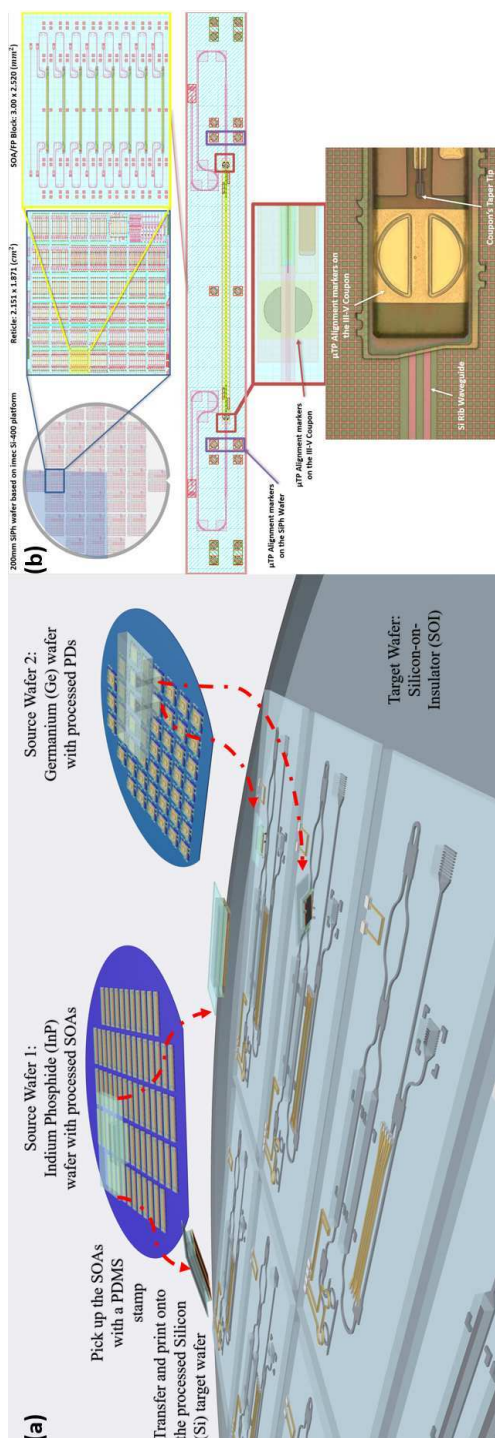 (a)
Source Wafer 1:
Indium Phosphide (InP)
wafer with processed SOAs
Source Wafer 2:
Germanium (Ge) wafer
with processed PDs
Pick up the SOAs
with a PDMS
stamp
Transfer and print onto
the processed Silicon
(Si) target wafer
Target Wafer:
Silicon-on-
Insulator (SOI)
(b)
200mm SiPh wafer based on imec Si-400 platform
Reticle: 2.151 x 1.871 (cm²)
SOA/FP Block: 3.00 x 2.520 (mm²)
μTP Alignment markers
on the SiPh Wafer
μTP Alignment markers
on the III-V Coupon
μTP Alignment markers on
the III-V Coupon
Si Rib Waveguide
Coupon's Taper Tip